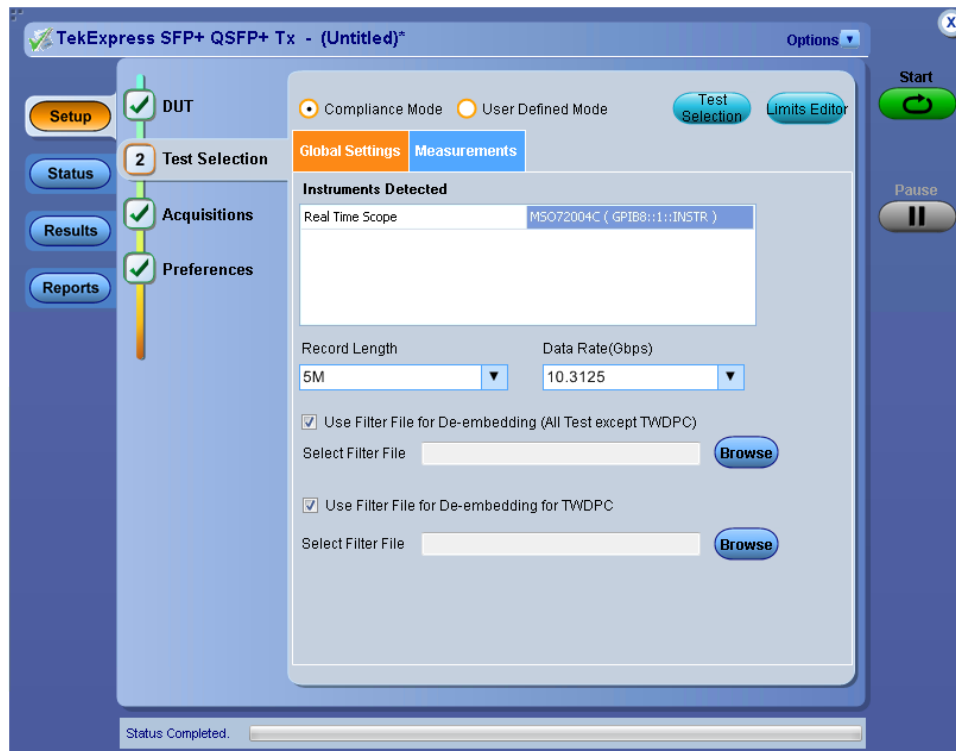 TekExpress SFP+ QSFP+ Tx - (Untitled)*
Options
x
Start
Pause
Setup
Status
Results
Reports
DUT
2 Test Selection
Acquisitions
Preferences
Compliance Mode
User Defined Mode
Test Selection
Limits Editor
Global Settings
Measurements
Instruments Detected
Real Time Scope
MSO72004C ( GPIB8::1::INSTR )
Record Length
Data Rate(Gbps)
5M
10.3125
Use Filter File for De-embedding (All Test except TWDPC)
Select Filter File
Browse
Use Filter File for De-embedding for TWDPC
Select Filter File
Browse
Status Completed.